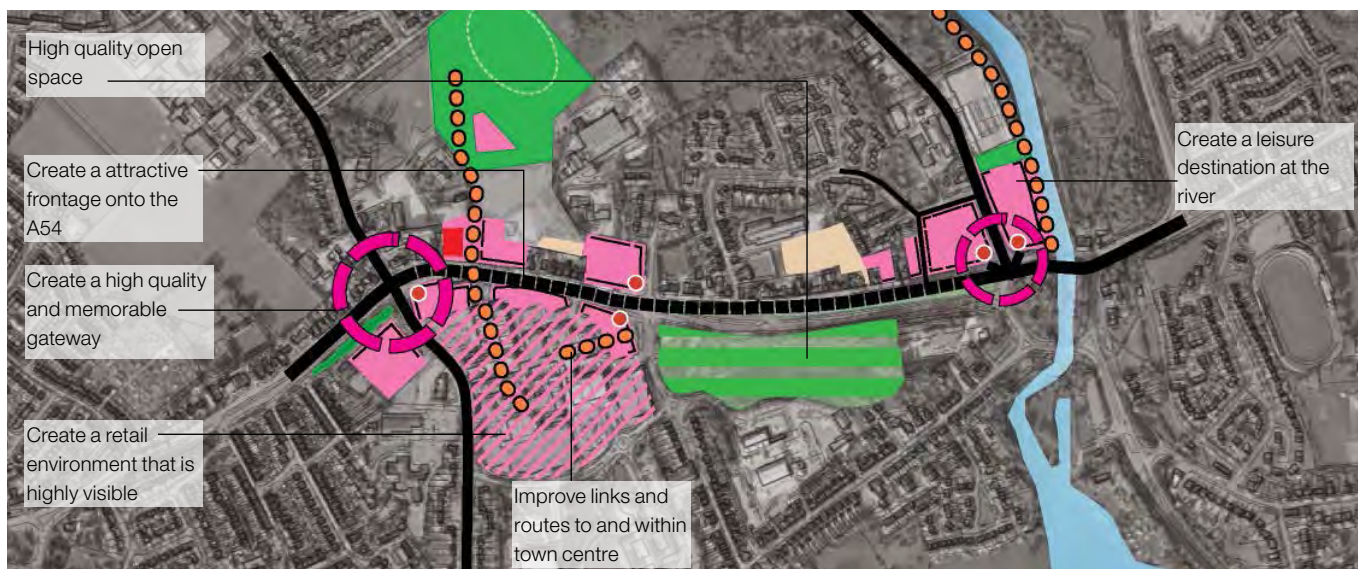 High quality open
space
Create a attractive
frontage onto the
A54
Create a high quality
and memorable
gateway
Create a retail
environment that is
highly visible
Improve links and
routes to and within
town centre
Create a leisure
destination at the
river